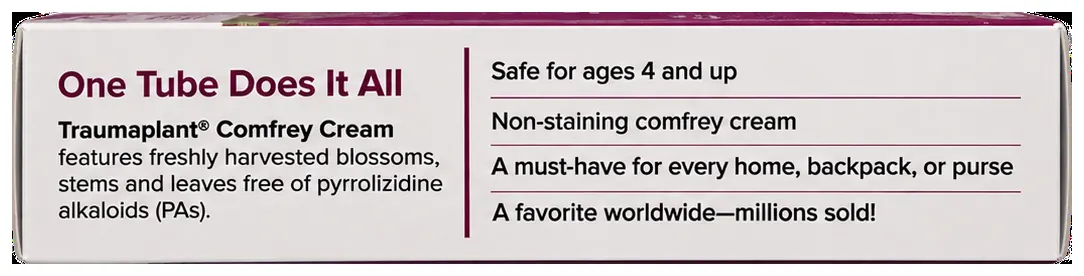 One Tube Does It All
Traumaplant® Comfrey Cream
features freshly harvested blossoms,
stems and leaves free of pyrrolizidine
alkaloids (PAs).
Safe for ages 4 and up
Non-staining comfrey cream
A must-have for every home, backpack, or purse
A favorite worldwide—millions sold!